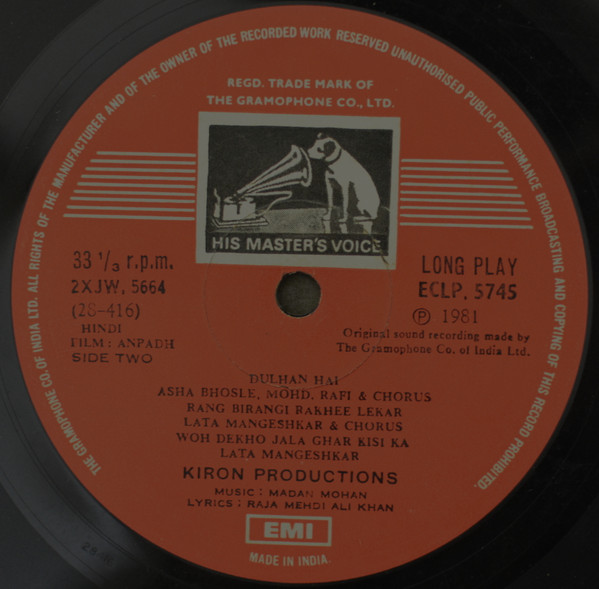 THE GRAMOPHONE CO. OF INDIA LTD. ALL RIGHTS OF THE MANUFACTURER AND OF THE OWNER OF THE RECORDED WORK RESERVED UNAUTHORISED PUBLIC PERFORMANCE BROADCASTING AND COPYING OF THIS RECORD PROHIBITED.
REGD. TRADE MARK OF
THE GRAMOPHONE CO., LTD.
HIS MASTER'S VOICE
33 1/3 r.p.m.
2XJW. 5664
(2S-416)
HINDI
FILM : ANPADH
SIDE TWO
LONG PLAY
ECLP. 5745
Ⓟ 1981
Original sound recording made by
The Gramophone Co. of India Ltd.
DULHAN HAI
ASHA BHOSLE, MOHD. RAFI & CHORUS
RANG BIRANGI RAKHEE LEKAR
LATA MANGESHKAR & CHORUS
WOH DEKHO JALA GHAR KISI KA
LATA MANGESHKAR
KIRON PRODUCTIONS
MUSIC : MADAN MOHAN
LYRICS : RAJA MEHDI ALI KHAN
EMI
MADE IN INDIA.